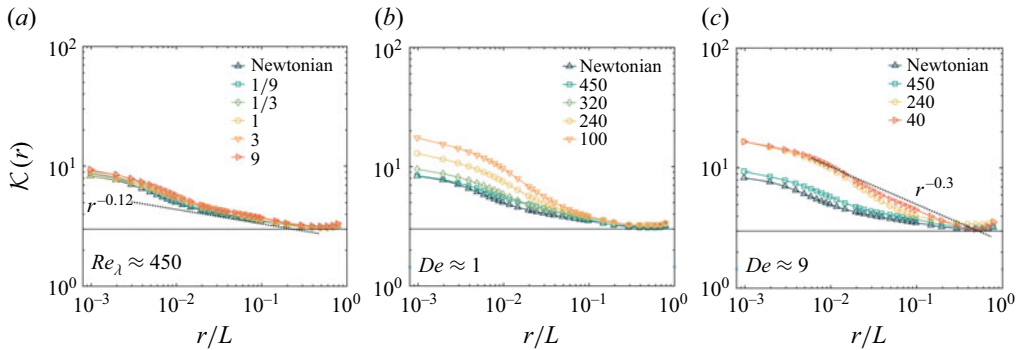 (a)
10²
Newtonian
1/9
1/3
1
3
9
K(r)
10¹
r⁻⁰·¹²
Re_λ ≈ 450
10⁰
10⁻³ 10⁻² 10⁻¹ 10⁰
r/L
(b)
10²
Newtonian
450
320
240
100
10¹
De ≈ 1
10⁰
10⁻³ 10⁻² 10⁻¹ 10⁰
r/L
(c)
10²
Newtonian
450
240
40
10¹
r⁻⁰·³
De ≈ 9
10⁰
10⁻³ 10⁻² 10⁻¹ 10⁰
r/L